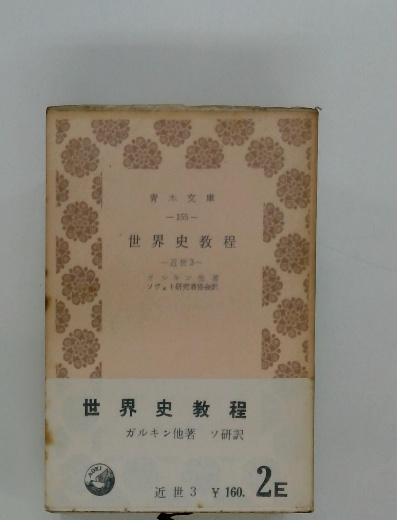 青木文庫
—155—
世界史教程
—近世3—
ガルキン他著
ソヴェト研究者協会訳
世界史教程
ガルキン他著 ソ研訳
AOKI
近世3 ¥160. 2E